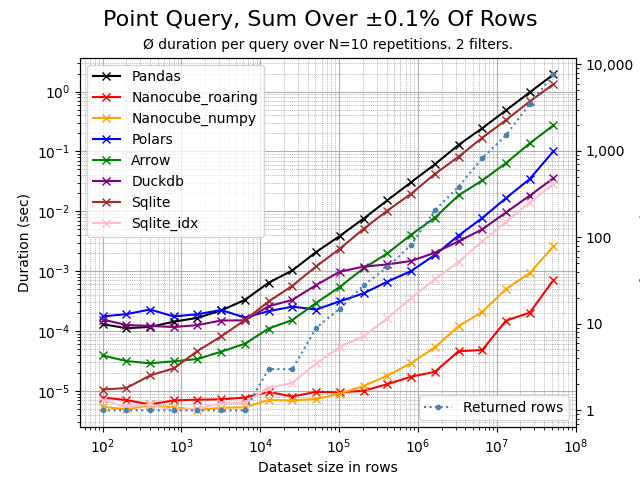 Point Query, Sum Over ±0.1% Of Rows
Ø duration per query over N=10 repetitions. 2 filters.
Pandas
Nanocube_roaring
Nanocube_numpy
Polars
Arrow
Duckdb
Sqlite
Sqlite_idx
Returned rows
Duration (sec)
10⁰
10⁻¹
10⁻²
10⁻³
10⁻⁴
10⁻⁵
10,000
1,000
100
10
1
10² 10³ 10⁴ 10⁵ 10⁶ 10⁷ 10⁸
Dataset size in rows